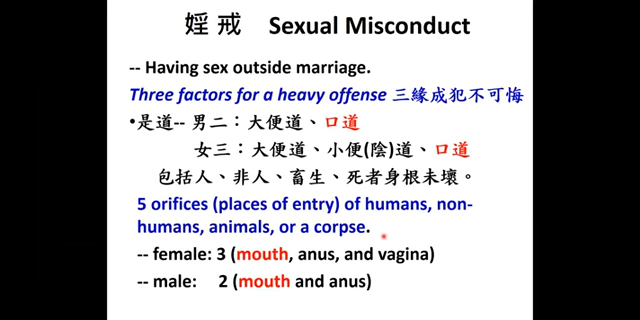 婬戒 Sexual Misconduct
-- Having sex outside marriage.
Three factors for a heavy offense 三緣成犯不可悔
•是道-- 男二：大便道、口道
女三：大便道、小便(陰)道、口道
包括人、非人、畜生、死者身根未壞。
5 orifices (places of entry) of humans, non-
humans, animals, or a corpse.
-- female: 3 (mouth, anus, and vagina)
-- male: 2 (mouth and anus)